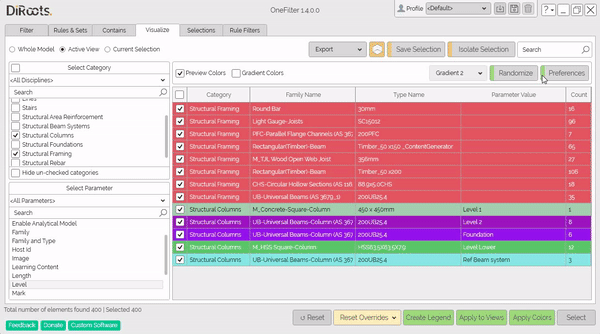 DiRoots.
OneFilter 1.4.0.0
Profile <Default>
?
Filter Rules & Sets Contains Visualize Selections Rule Filters
Whole Model Active View Current Selection
Export Save Selection Isolate Selection Search
Select Category
<All Disciplines>
Search
Lines
Stairs
Structural Area Reinforcement
Structural Beam Systems
Structural Columns
Structural Foundations
Structural Framing
Structural Rebar
Hide un-checked categories
Select Parameter
<All Parameters>
Search
Enable Analytical Model
Family
Family and Type
Host Id
Image
Learning Content
Length
Level
Mark
Preview Colors Gradient Colors Gradient 2 Randomize Preferences
Category Family Name Type Name Parameter Value Count
Structural Framing Round Bar 30mm 16
Structural Framing Light Gauge-Joists SC15012 96
Structural Framing PFC-Parallel Flange Channels (AS 367 200PFC 7
Structural Framing Rectangular(Timber)-Beam Timber_50 x150 _ContentGenerator 65
Structural Framing M_TJL Wood Open Web Joist 356mm 27
Structural Framing Rectangular(Timber)-Beam Timber_50 x200 106
Structural Framing CHS-Circular Hollow Sections (AS 116 88.9x5.0CHS 18
Structural Framing UB-Universal Beams (AS 3679_1) 200UB25.4 35
Structural Columns M_Concrete-Square-Column 450 x 450mm Level 1 1
Structural Columns UB-Universal Beams-Column (AS 367 200UB25.4 Level 2 8
Structural Columns UB-Universal Beams-Column (AS 367 200UB25.4 Foundation 6
Structural Columns M_HSS Square-Column Level Lower 12
Structural Columns UB-Universal Beams-Column (AS 367 200UB25.4 Ref Beam system 3
Total number of elements found 400 | Selected 400
Feedback Donate Custom Software
Reset Reset Overrides Create Legend Apply to Views Apply Colors Select